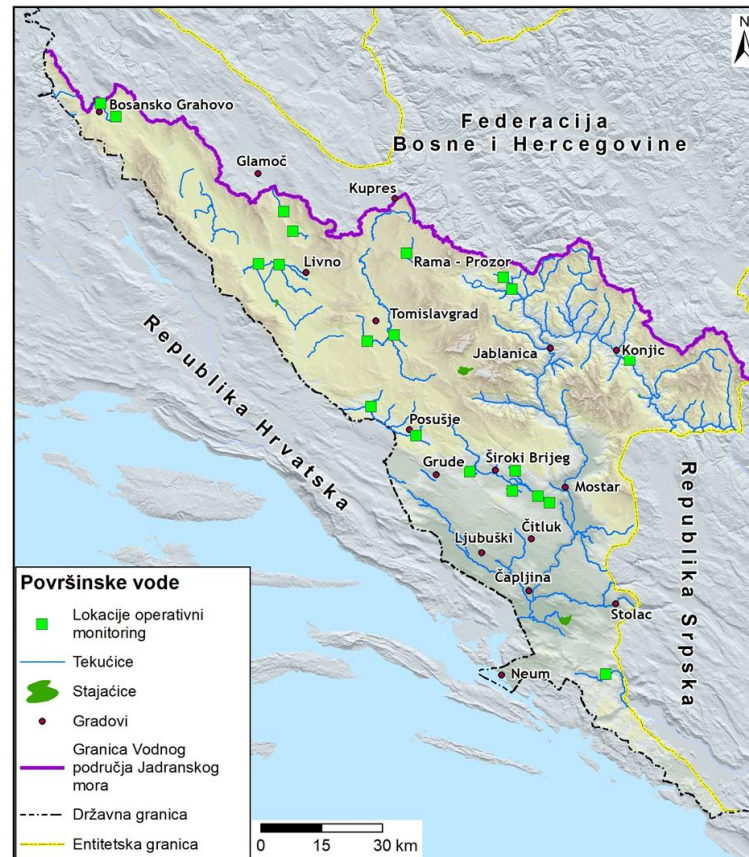 N
Bosansko Grahovo
Federacija
Bosne i Hercegovine
Glamoč
Kupres
Livno
Rama - Prozor
Tomislavgrad
Jablanica
Konjic
Republika Hrvatska
Posušje
Grude
Široki Brijeg
Mostar
Republika Srpska
Čitluk
Ljubuški
Čapljina
Stolac
Neum
Površinske vode
Lokacije operativni
monitoring
Tekućice
Stajaćice
Gradovi
Granica Vodnog
područja Jadranskog
mora
Državna granica
Entitetska granica
0 15 30 km